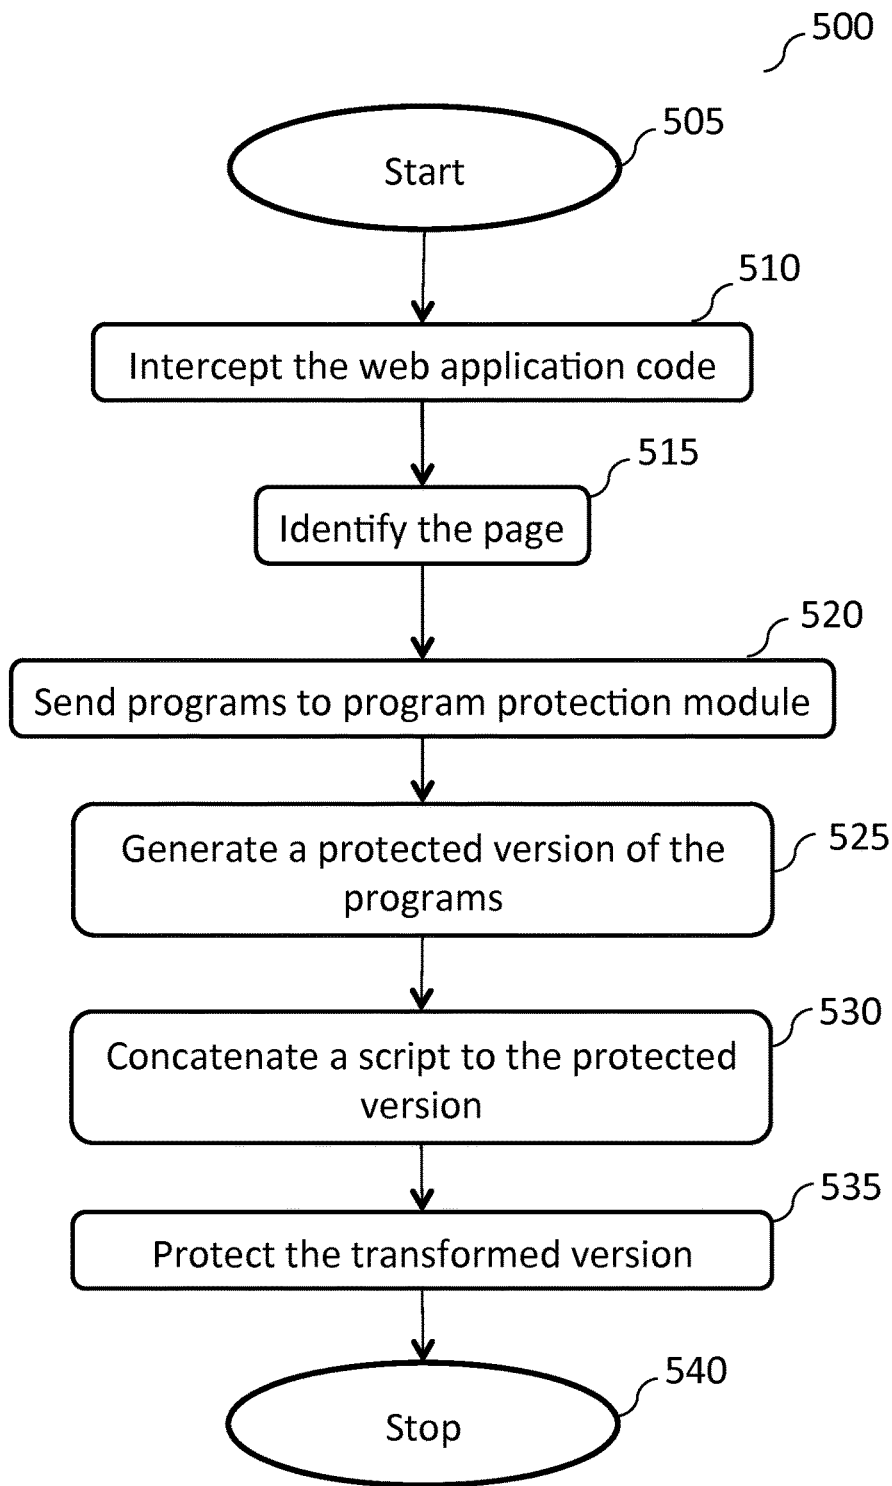 500
505
Start
510
Intercept the web application code
515
Identify the page
520
Send programs to program protection module
525
Generate a protected version of the
programs
530
Concatenate a script to the protected
version
535
Protect the transformed version
540
Stop